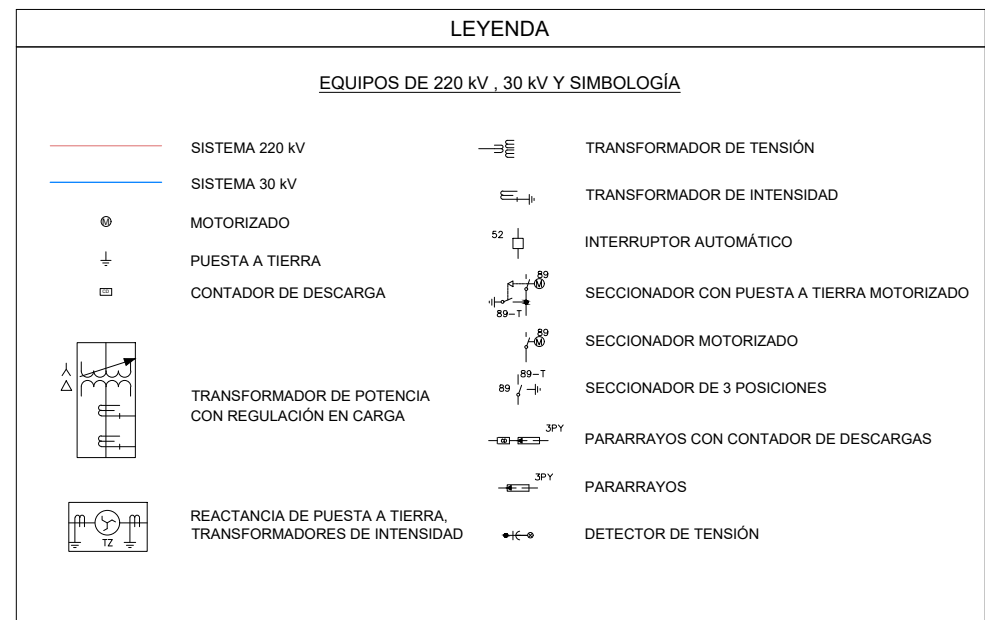 LEYENDA
EQUIPOS DE 220 kV , 30 kV Y SIMBOLOGÍA
SISTEMA 220 kV
SISTEMA 30 kV
M
MOTORIZADO
PUESTA A TIERRA
CONTADOR DE DESCARGA
TRANSFORMADOR DE POTENCIA
CON REGULACIÓN EN CARGA
TZ
REACTANCIA DE PUESTA A TIERRA,
TRANSFORMADORES DE INTENSIDAD
TRANSFORMADOR DE TENSIÓN
TRANSFORMADOR DE INTENSIDAD
52
INTERRUPTOR AUTOMÁTICO
89
M
89-T
SECCIONADOR CON PUESTA A TIERRA MOTORIZADO
89
M
SECCIONADOR MOTORIZADO
89-T
89
SECCIONADOR DE 3 POSICIONES
3PY
PARARRAYOS CON CONTADOR DE DESCARGAS
3PY
PARARRAYOS
DETECTOR DE TENSIÓN